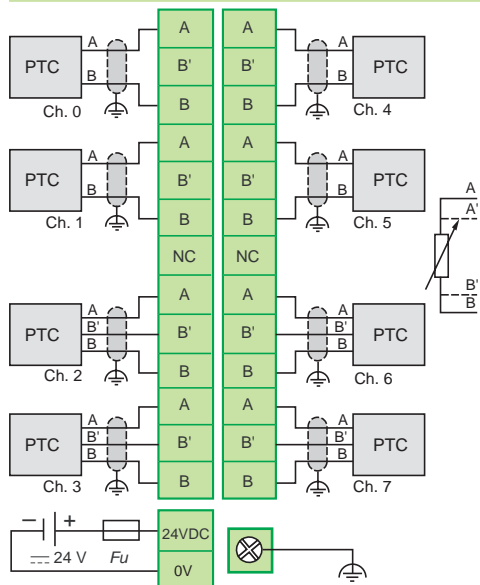 A A
A A
PTC B' B' PTC
B B
B B
Ch. 0 Ch. 4
A A
A A
PTC B' B' PTC
B B
B B
Ch. 1 Ch. 5
A
A'
NC NC
B'
B
A A
A A
PTC B' B' B' B' PTC
B B
B B
Ch. 2 Ch. 6
A A
A A
PTC B' B' B' B' PTC
B B
B B
Ch. 3 Ch. 7
− + 24VDC
24 V Fu
0V